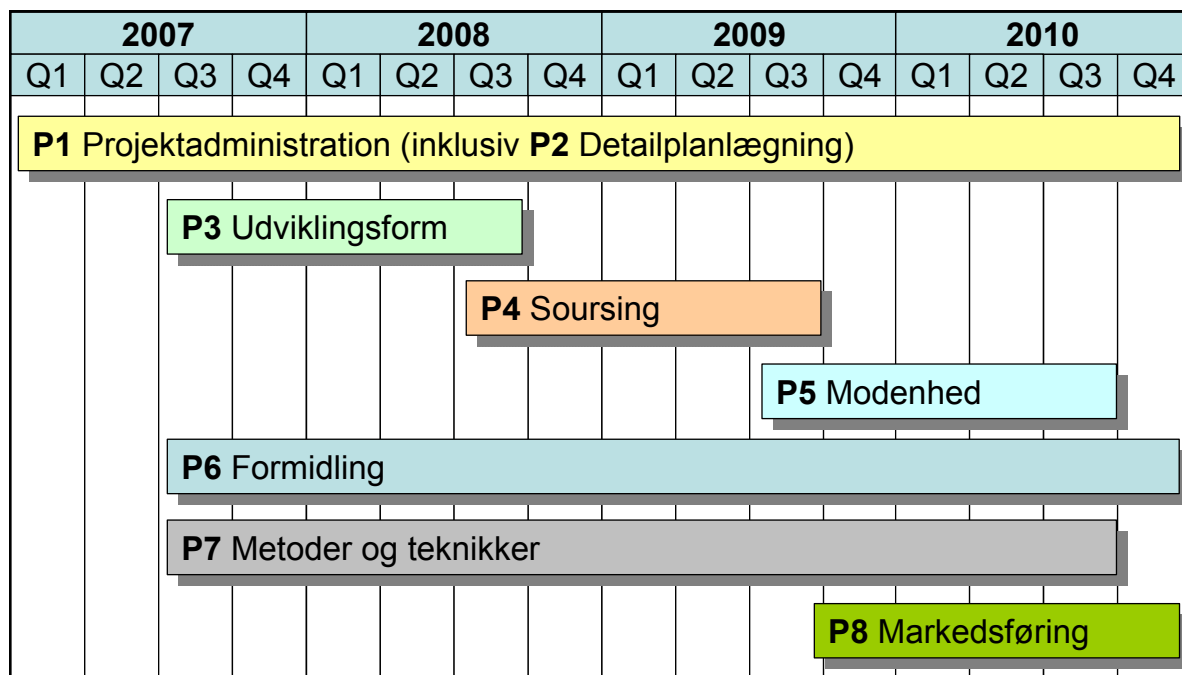 2007 2008 2009 2010
Q1 Q2 Q3 Q4 Q1 Q2 Q3 Q4 Q1 Q2 Q3 Q4 Q1 Q2 Q3 Q4
P1 Projektadministration (inklusiv P2 Detailplanlægning)
P3 Udviklingsform
P4 Soursing
P5 Modenhed
P6 Formidling
P7 Metoder og teknikker
P8 Markedsføring